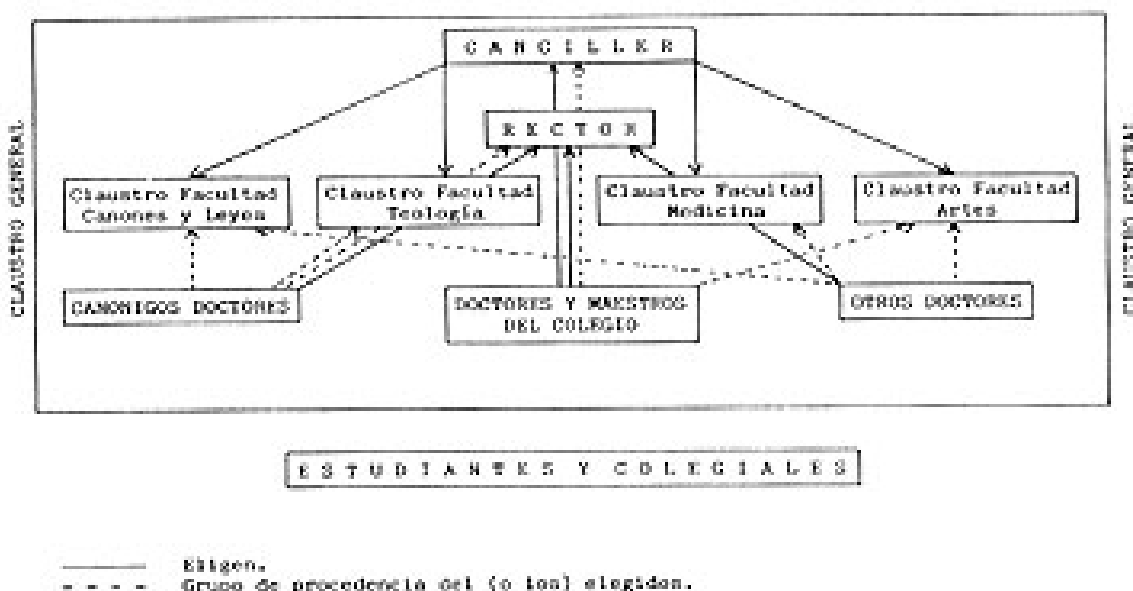 CANCILLER
RECTOR
CLAUSTRO GENERAL
Claustro Facultad
Canones y Leyes
Claustro Facultad
Teología
Claustro Facultad
Medicina
Claustro Facultad
Artes
CLAUSTRO GENERAL
CANONIGOS DOCTORES
DOCTORES Y MAESTROS
DEL COLEGIO
OTROS DOCTORES
ESTUDIANTES Y COLEGIALES
Eligen.
Grupo de procedencia del (o los) elegidos.